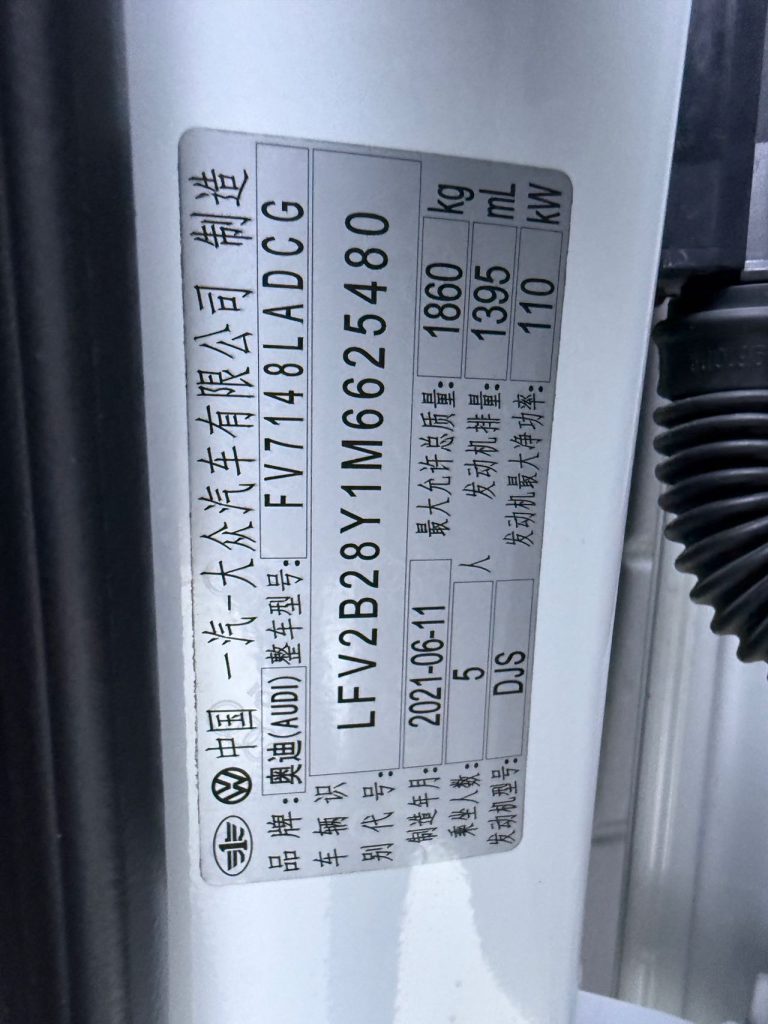 中国 一汽-大众汽车有限公司 制造
品牌: 奥迪(AUDI) 整车型号: FV7148LADCG
车辆识别代号: LFV2B28Y1M6625480
制造年月: 2021-06-11 最大允许总质量: 1860 kg
乘坐人数: 5 人 发动机排量: 1395 mL
发动机型号: DJS 发动机最大净功率: 110 kW